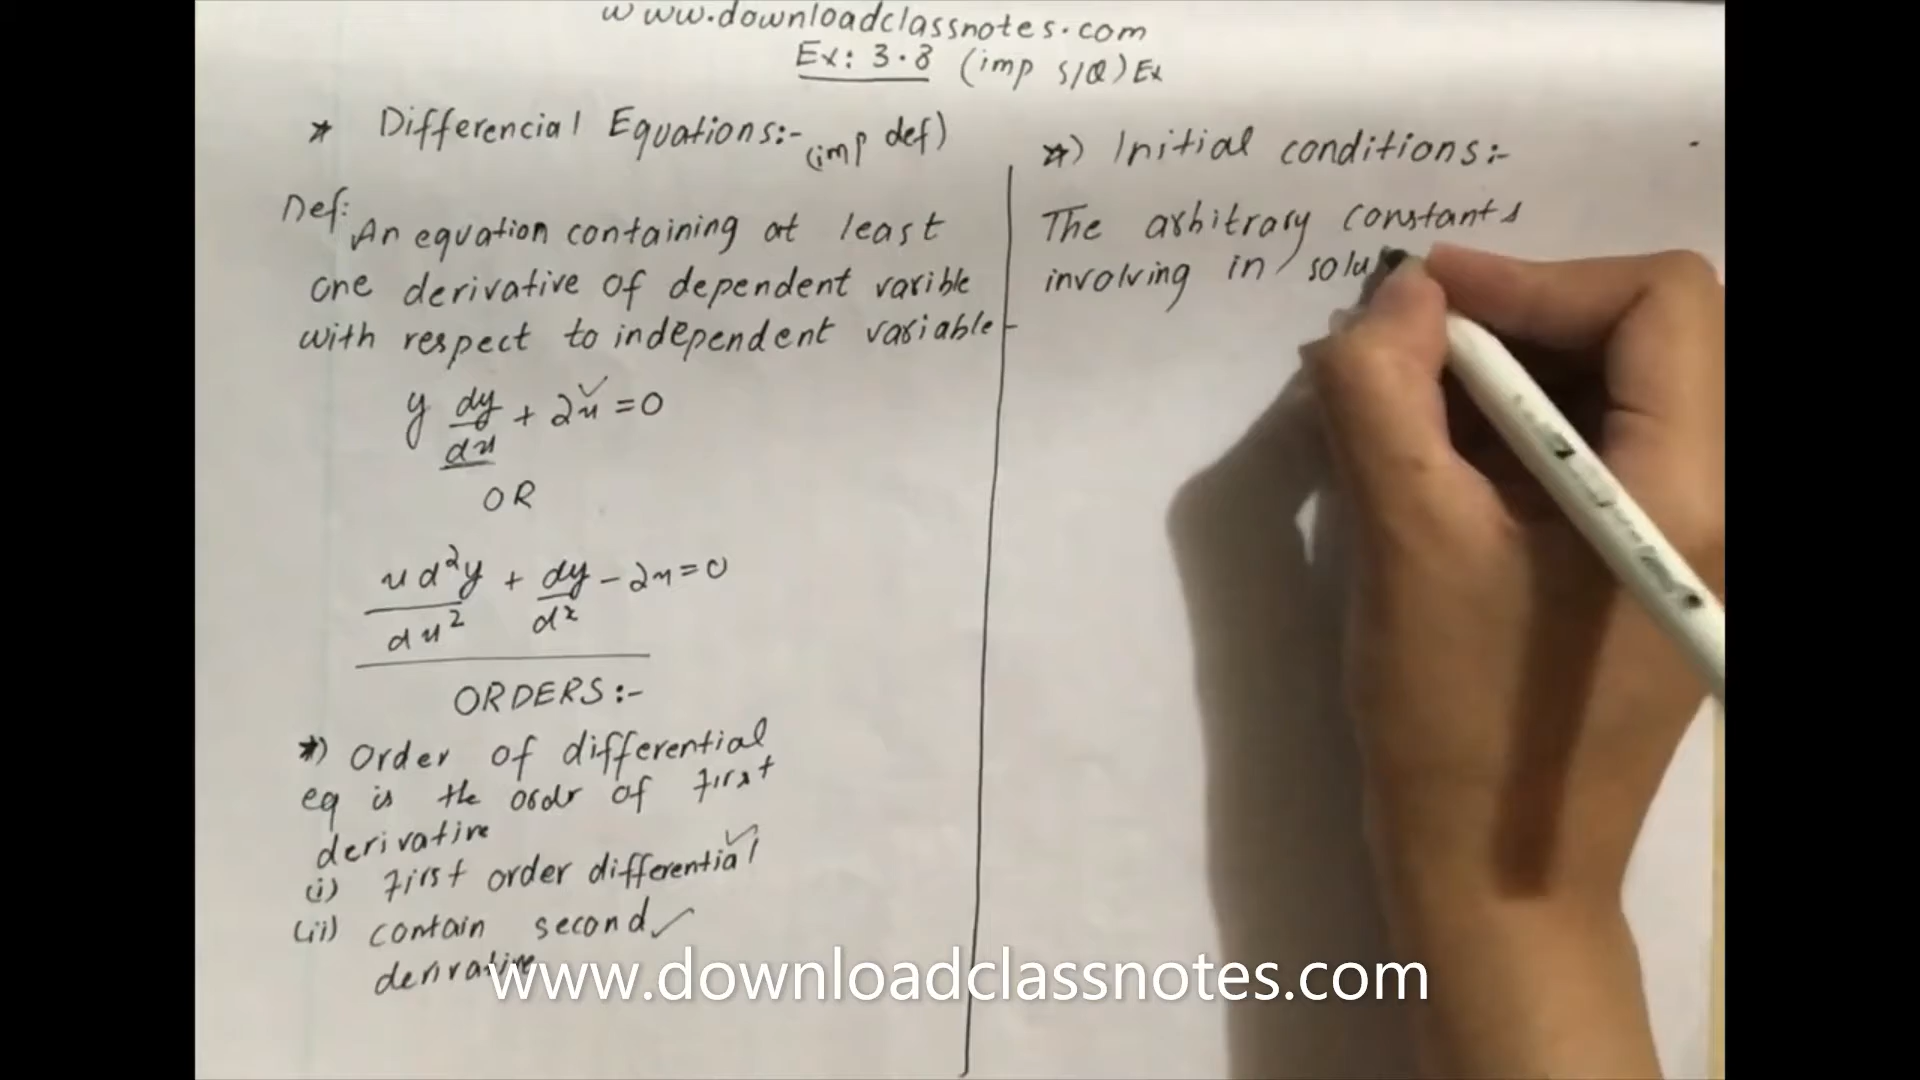 www.downloadclassnotes.com
Ex: 3.8 (imp S/Q) Ex
* Differencial Equations:- (imp def)
Def: An equation containing at least
one derivative of dependent varible
with respect to independent variable-
y dy/dx + 2x = 0
OR
x d²y/dx² + dy/dx - 2x = 0
ORDERS:-
*) Order of differential
eq is the order of first
derivative
(i) first order differential
(ii) contain second
derivative
*) Initial conditions:-
The arbitrary constants
involving in solu
www.downloadclassnotes.com